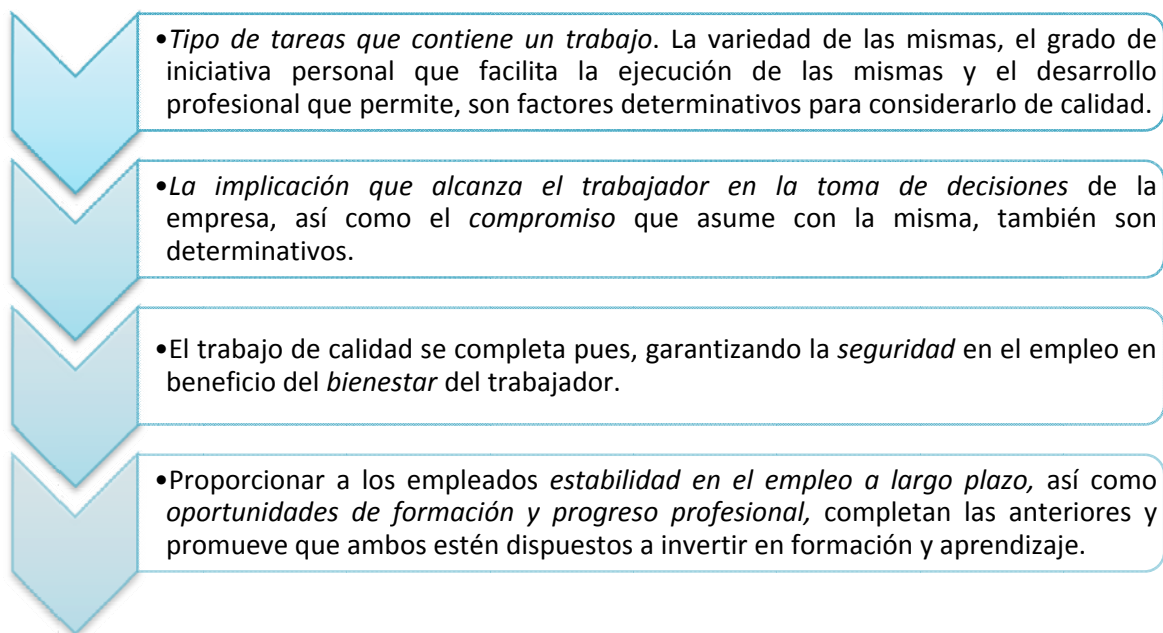 •Tipo de tareas que contiene un trabajo. La variedad de las mismas, el grado de
iniciativa personal que facilita la ejecución de las mismas y el desarrollo
profesional que permite, son factores determinativos para considerarlo de calidad.
•La implicación que alcanza el trabajador en la toma de decisiones de la
empresa, así como el compromiso que asume con la misma, también son
determinativos.
•El trabajo de calidad se completa pues, garantizando la seguridad en el empleo en
beneficio del bienestar del trabajador.
•Proporcionar a los empleados estabilidad en el empleo a largo plazo, así como
oportunidades de formación y progreso profesional, completan las anteriores y
promueve que ambos estén dispuestos a invertir en formación y aprendizaje.